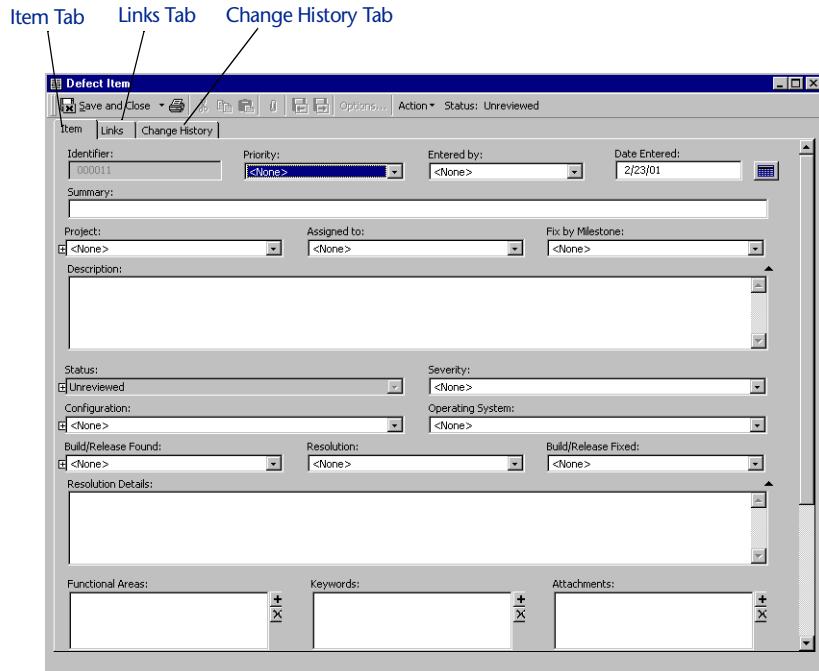 Item Tab Links Tab Change History Tab
Defect Item
Save and Close Options... Action Status: Unreviewed
Item Links Change History
Identifier: Priority: Entered by: Date Entered:
000011 <None> <None> 2/23/01
Summary:
Project: Assigned to: Fix by Milestone:
<None> <None> <None>
Description:
Status: Severity:
Unreviewed <None>
Configuration: Operating System:
<None> <None>
Build/Release Found: Resolution: Build/Release Fixed:
<None> <None> <None>
Resolution Details:
Functional Areas: Keywords: Attachments: